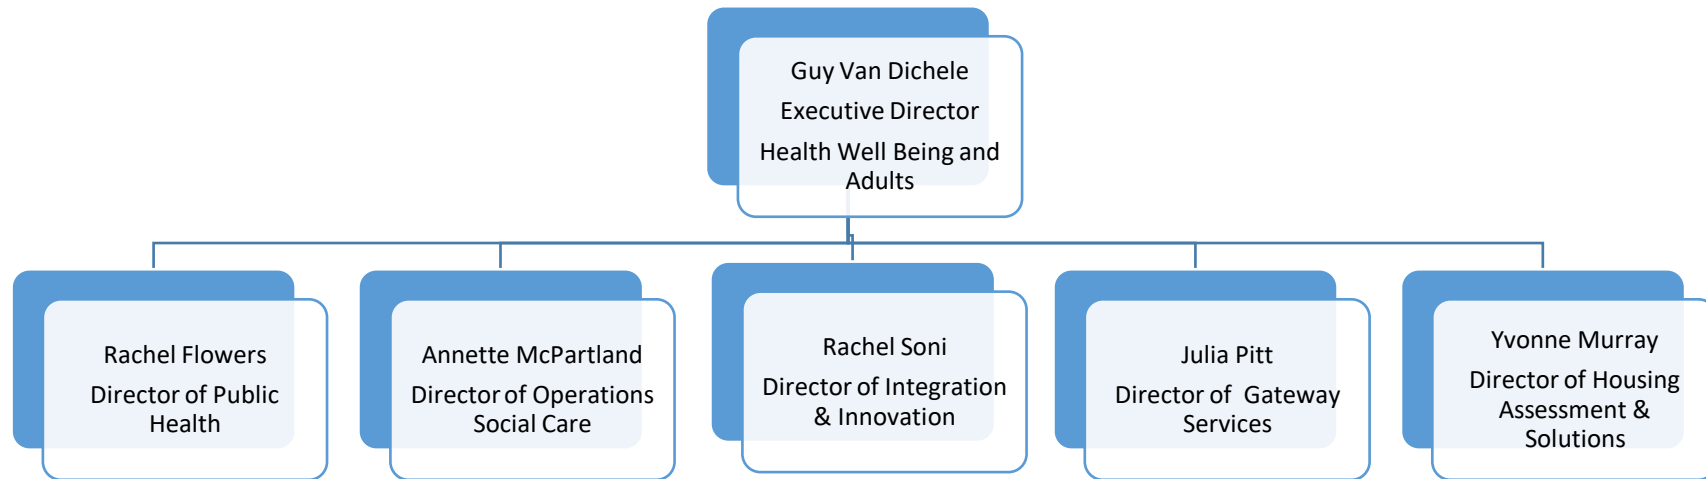 Guy Van Dichele
Executive Director
Health Well Being and
Adults
Rachel Flowers
Director of Public
Health
Annette McPartland
Director of Operations
Social Care
Rachel Soni
Director of Integration
& Innovation
Julia Pitt
Director of  Gateway
Services
Yvonne Murray
Director of Housing
Assessment &
Solutions